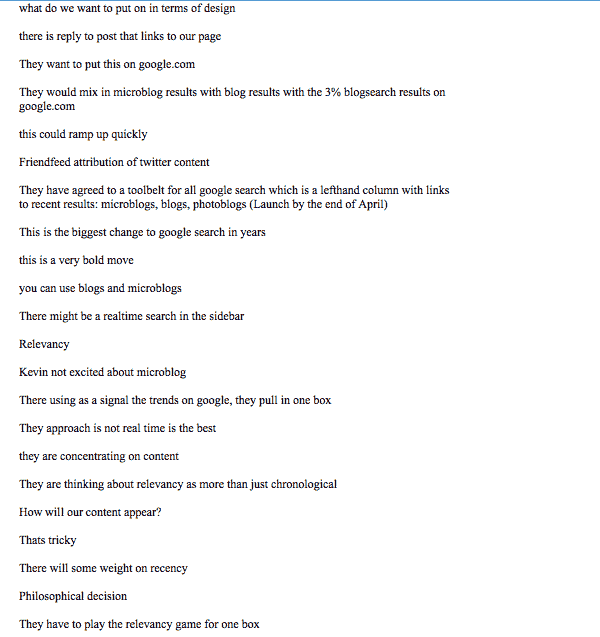 what do we want to put on in terms of design
there is reply to post that links to our page
They want to put this on google.com
They would mix in microblog results with blog results with the 3% blogsearch results on
google.com
this could ramp up quickly
Friendfeed attribution of twitter content
They have agreed to a toolbelt for all google search which is a lefthand column with links
to recent results: microblogs, blogs, photoblogs (Launch by the end of April)
This is the biggest change to google search in years
this is a very bold move
you can use blogs and microblogs
There might be a realtime search in the sidebar
Relevancy
Kevin not excited about microblog
There using as a signal the trends on google, they pull in one box
They approach is not real time is the best
they are concentrating on content
They are thinking about relevancy as more than just chronological
How will our content appear?
Thats tricky
There will some weight on recency
Philosophical decision
They have to play the relevancy game for one box